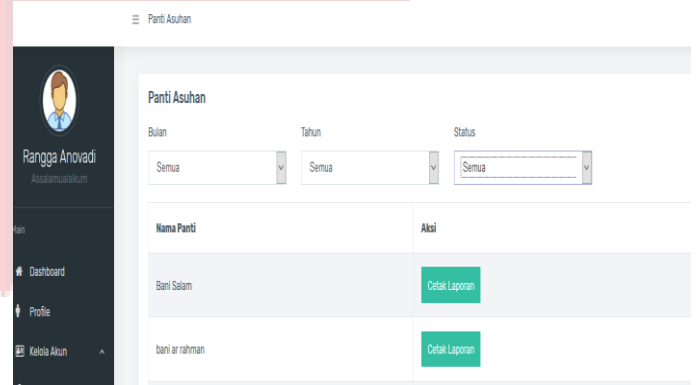 Panti Asuhan
Rangga Anovadi
Assalamualaikum
Main
Dashboard
Profile
Kelola Akun
Panti Asuhan
Bulan Tahun Status
Semua Semua Semua
Nama Panti Aksi
Bani Salam Cetak Laporan
bani ar rahman Cetak Laporan